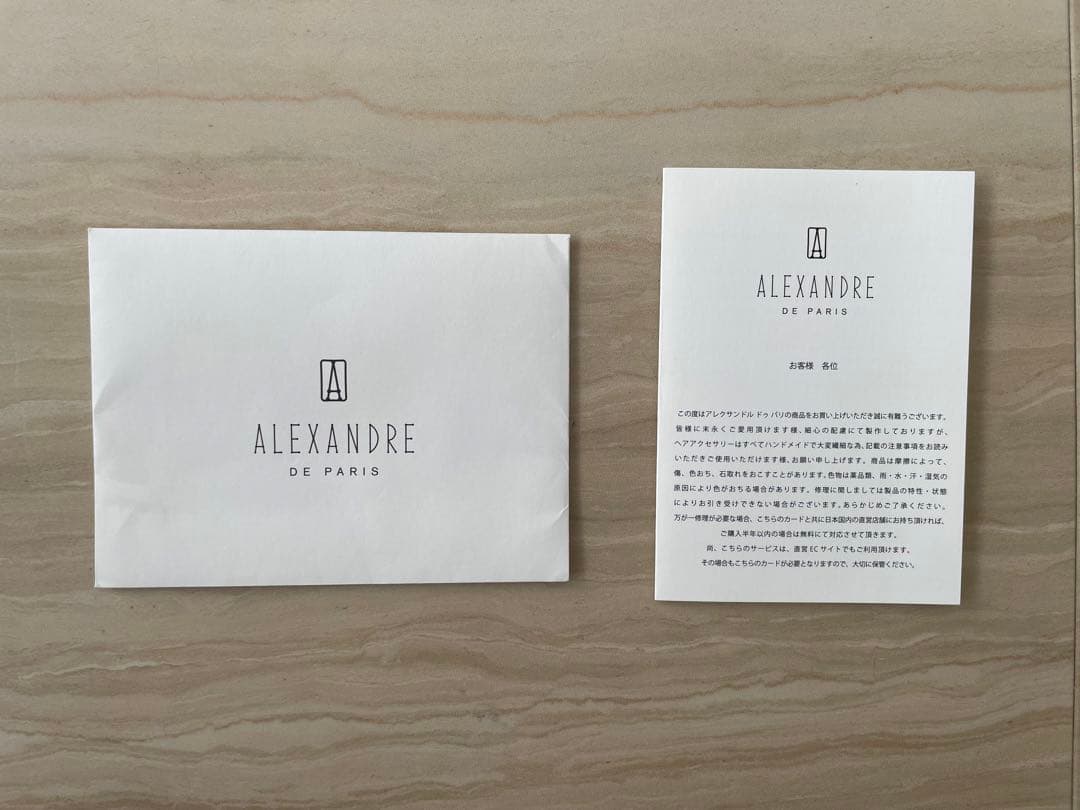 A
ALEXANDRE
DE PARIS
A
ALEXANDRE
DE PARIS
お客様　各位
この度はアレクサンドル ドゥ パリの商品をお買い上げいただき誠に有難うございます。
皆様に末永くご愛用頂けます様、細心の配慮にて製作しておりますが、
ヘアアクセサリーはすべてハンドメイドで大変繊細な為、記載の注意事項をお読み
いただきご使用いただけます様、お願い申し上げます。商品は摩擦によって、
傷、色おち、石取れをおこすことがあります。色物は薬品類、雨・水・汗・湿気の
原因により色がおちる場合があります。修理に関しましては製品の特性・状態
によりお引き受けできない場合がございます。あらかじめご了承ください。
万が一修理が必要な場合、こちらのカードと共に日本国内の直営店舗にお持ち頂ければ、
ご購入半年以内の場合は無料にて対応させて頂きます。
尚、こちらのサービスは、直営 EC サイトでもご利用頂けます。
その場合もこちらのカードが必要となりますので、大切に保管ください。